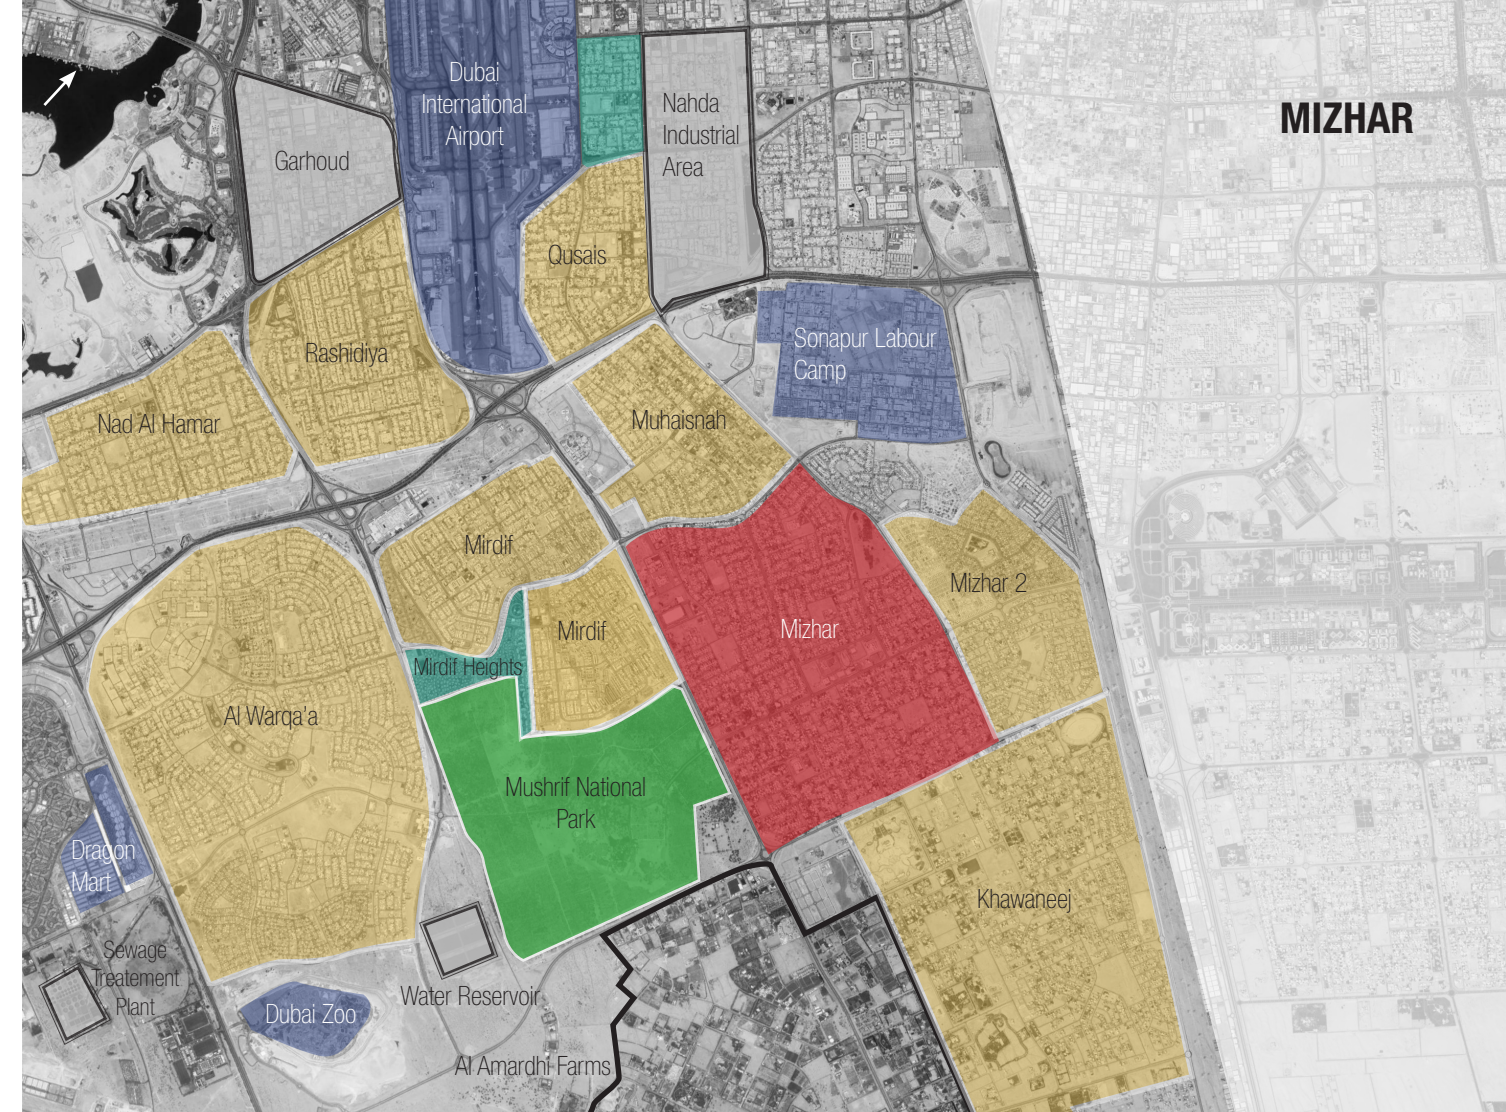 MIZHAR
Dubai
International
Airport
Nahda
Industrial
Area
Garhoud
Qusais
Rashidiya
Sonapur Labour
Camp
Nad Al Hamar
Muhaisnah
Mirdif
Mizhar 2
Mirdif
Mizhar
Mirdif Heights
Al Warqa'a
Mushrif National
Park
Dragon
Mart
Khawaneej
Sewage
Treatement
Plant
Water Reservoir
Dubai Zoo
Al Amardhi Farms